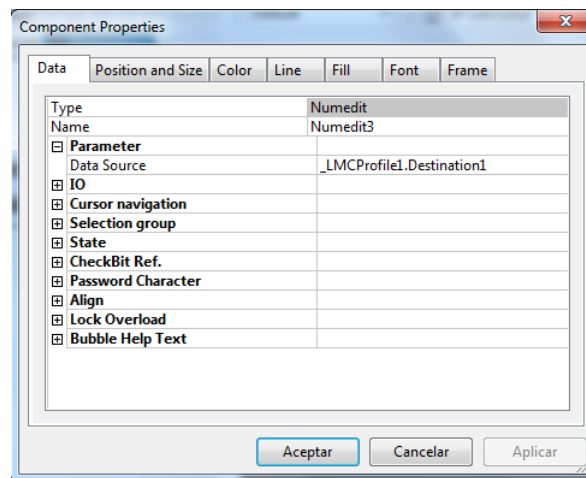 Component Properties
Data Position and Size Color Line Fill Font Frame
Type Numedit
Name Numedit3
Parameter
Data Source _LMCProfile1.Destination1
IO
Cursor navigation
Selection group
State
CheckBit Ref.
Password Character
Align
Lock Overload
Bubble Help Text
Aceptar Cancelar Aplicar